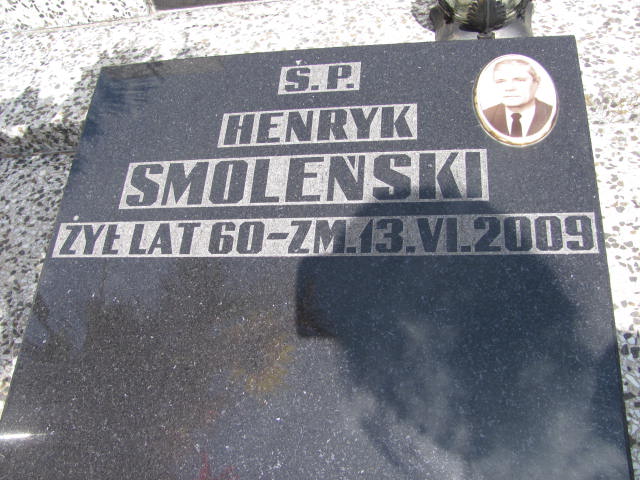 Ś.P.
HENRYK
SMOLEŃSKI
ŻYŁ LAT 60-ZM.13.VI.2009